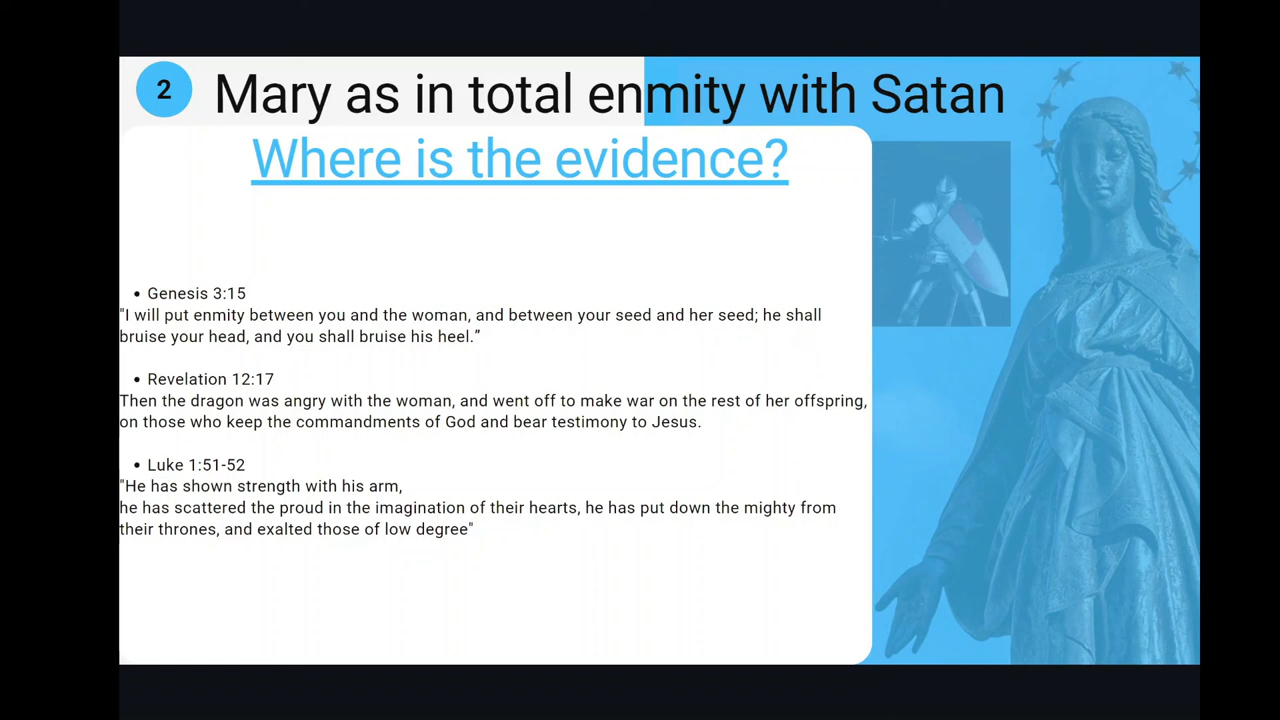 2
Mary as in total enmity with Satan
Where is the evidence?
• Genesis 3:15
"I will put enmity between you and the woman, and between your seed and her seed; he shall
bruise your head, and you shall bruise his heel.”
• Revelation 12:17
Then the dragon was angry with the woman, and went off to make war on the rest of her offspring,
on those who keep the commandments of God and bear testimony to Jesus.
• Luke 1:51-52
"He has shown strength with his arm,
he has scattered the proud in the imagination of their hearts, he has put down the mighty from
their thrones, and exalted those of low degree"